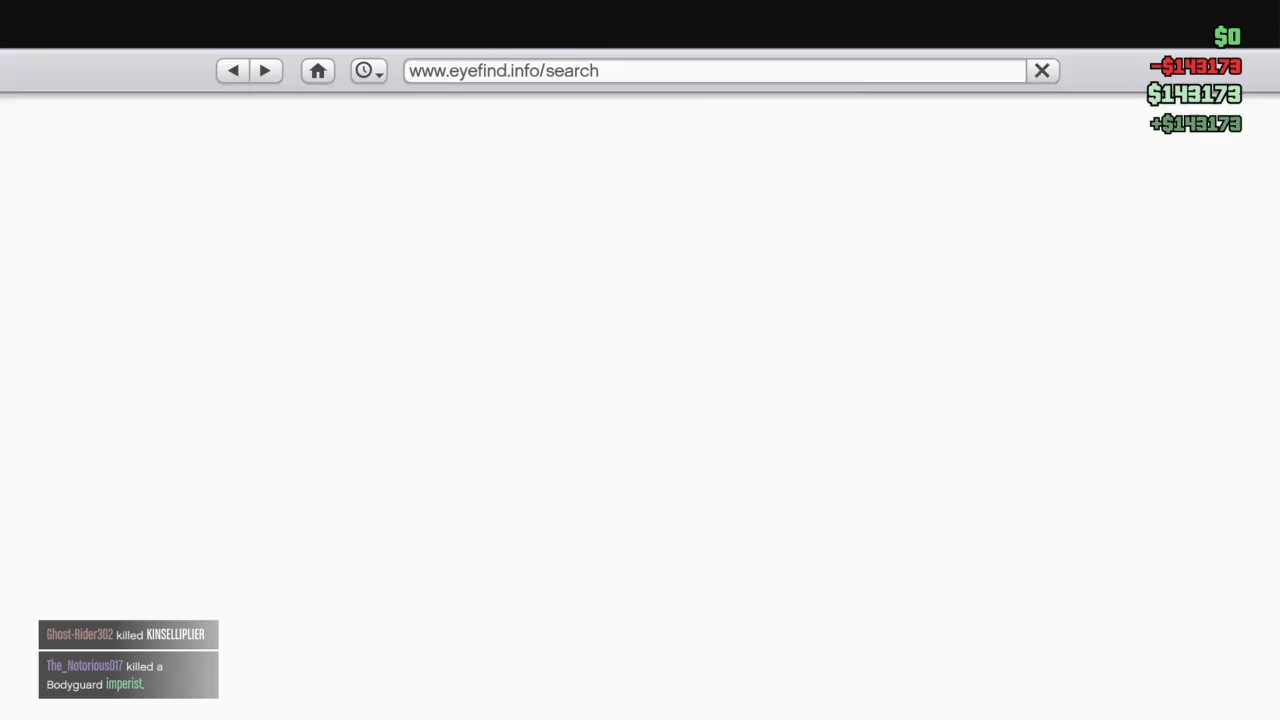 $0
-$143173
www.eyefind.info/search
$143173
+$143173
Ghost-Rider302 killed KINSELLIPLIER
The_Notorious017 killed a
Bodyguard imperist.